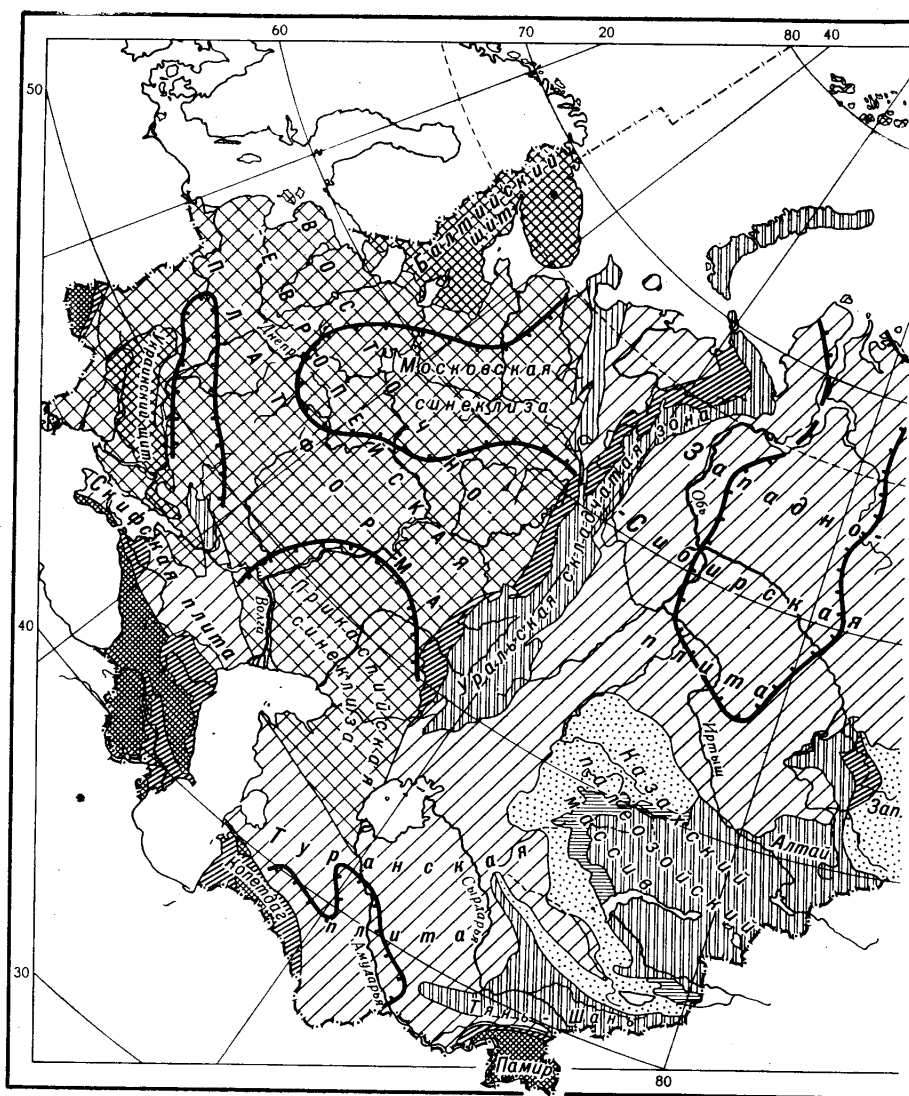 60
70
20
80
40
50
Балтийский
щит
ВОСТОЧНО-
ЕВРОПЕЙСКАЯ
ПЛАТФОРМА
Днепр
Московская
синеклиза
Украинский щит
Уральская складчатая зона
Западно-
Сибирская
плита
Обь
Скифская
плита
Волга
Прикаспийская
синеклиза
40
Иртыш
Казахский
палеозойский
массив
Зап.
Алтай
Туранская
плита
Копетдаг
Сырдарья
Амударья
30
Тянь-
Шань
Памир
80